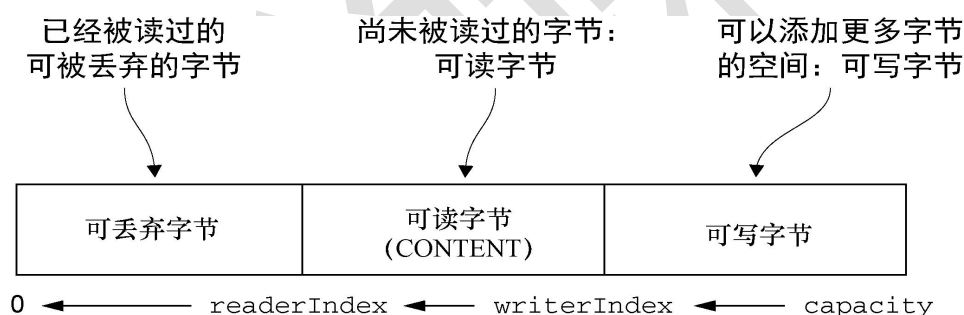 已经被读过的
可被丢弃的字节
尚未被读过的字节：
可读字节
可以添加更多字节
的空间：可写字节
可丢弃字节
可读字节
(CONTENT)
可写字节
0 readerIndex writerIndex capacity